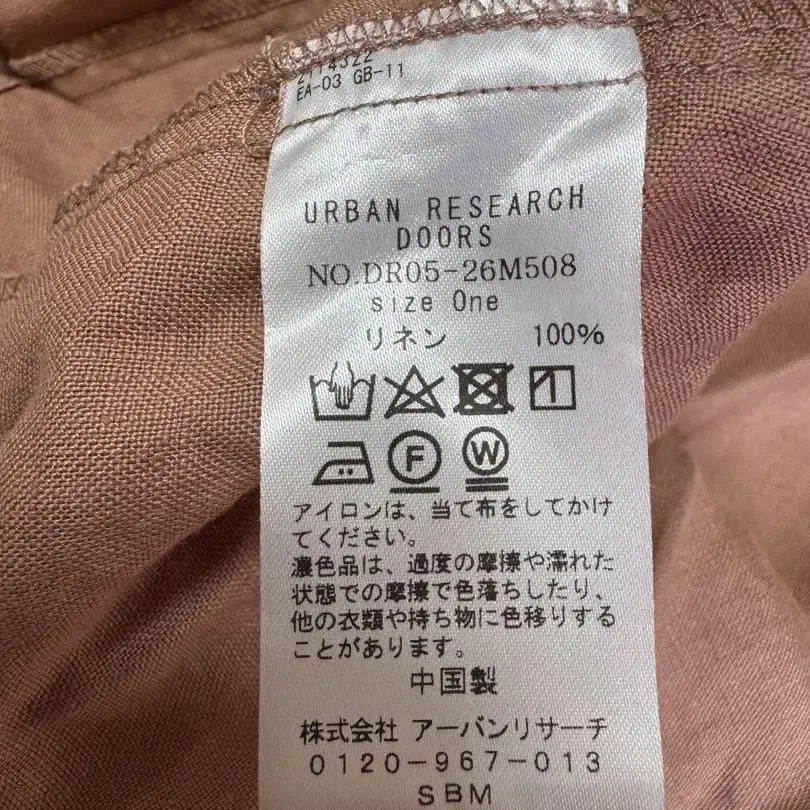 2114322
EA-03 GB-11
URBAN RESEARCH
DOORS
NO.DR05-26M508
size One
リネン 100%
F W
アイロンは、当て布をしてかけ
てください。
濃色品は、過度の摩擦や濡れた
状態での摩擦で色落ちしたり、
他の衣類や持ち物に色移りする
ことがあります。
中国製
株式会社 アーバンリサーチ
0120-967-013
SBM